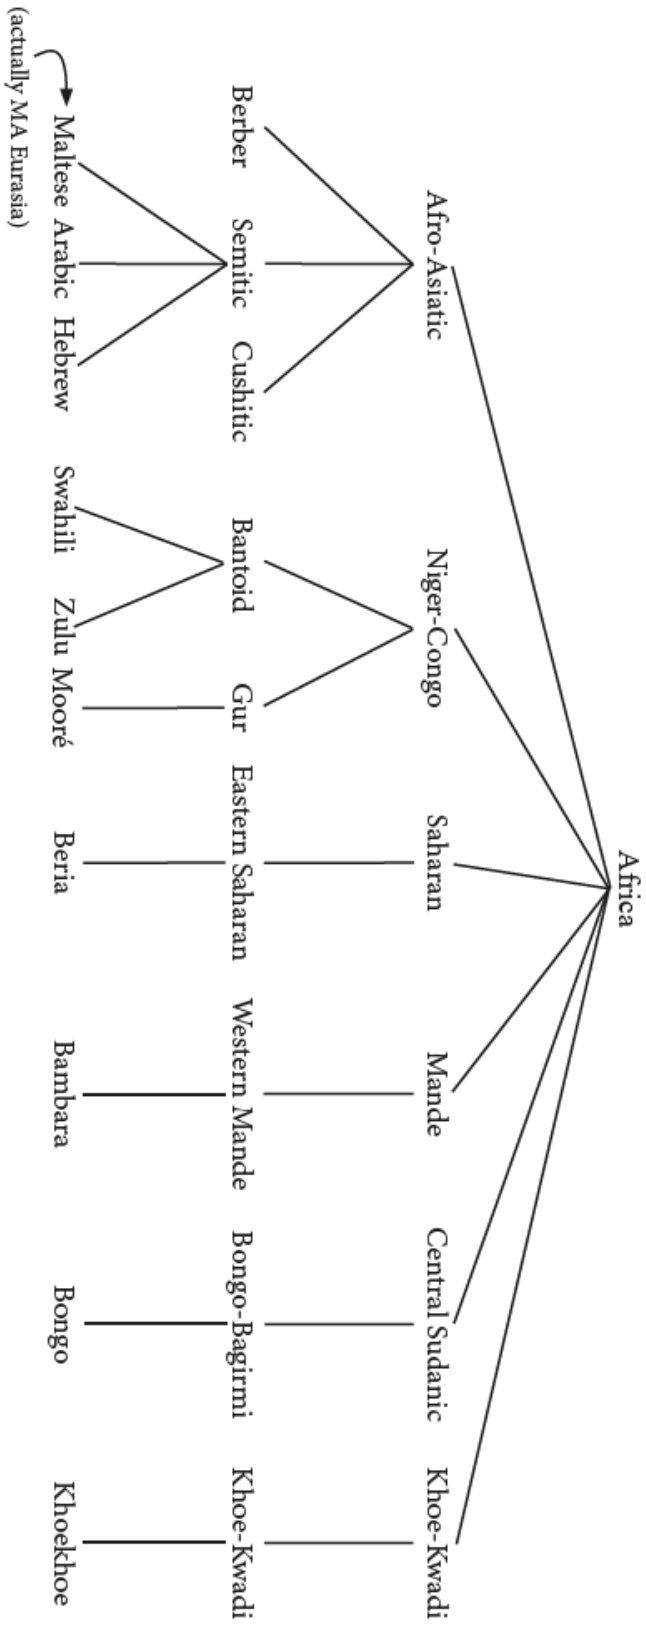 Africa
Afro-Asiatic Niger-Congo Saharan Mande Central Sudanic Khoe-Kwadi
Berber Semitic Cushitic Bantoid Gur Eastern Saharan Western Mande Bongo-Bagirmi Khoe-Kwadi
Maltese Arabic Hebrew Swahili Zulu Mooré Beria Bambara Bongo Khoekhoe
(actually MA Eurasia)